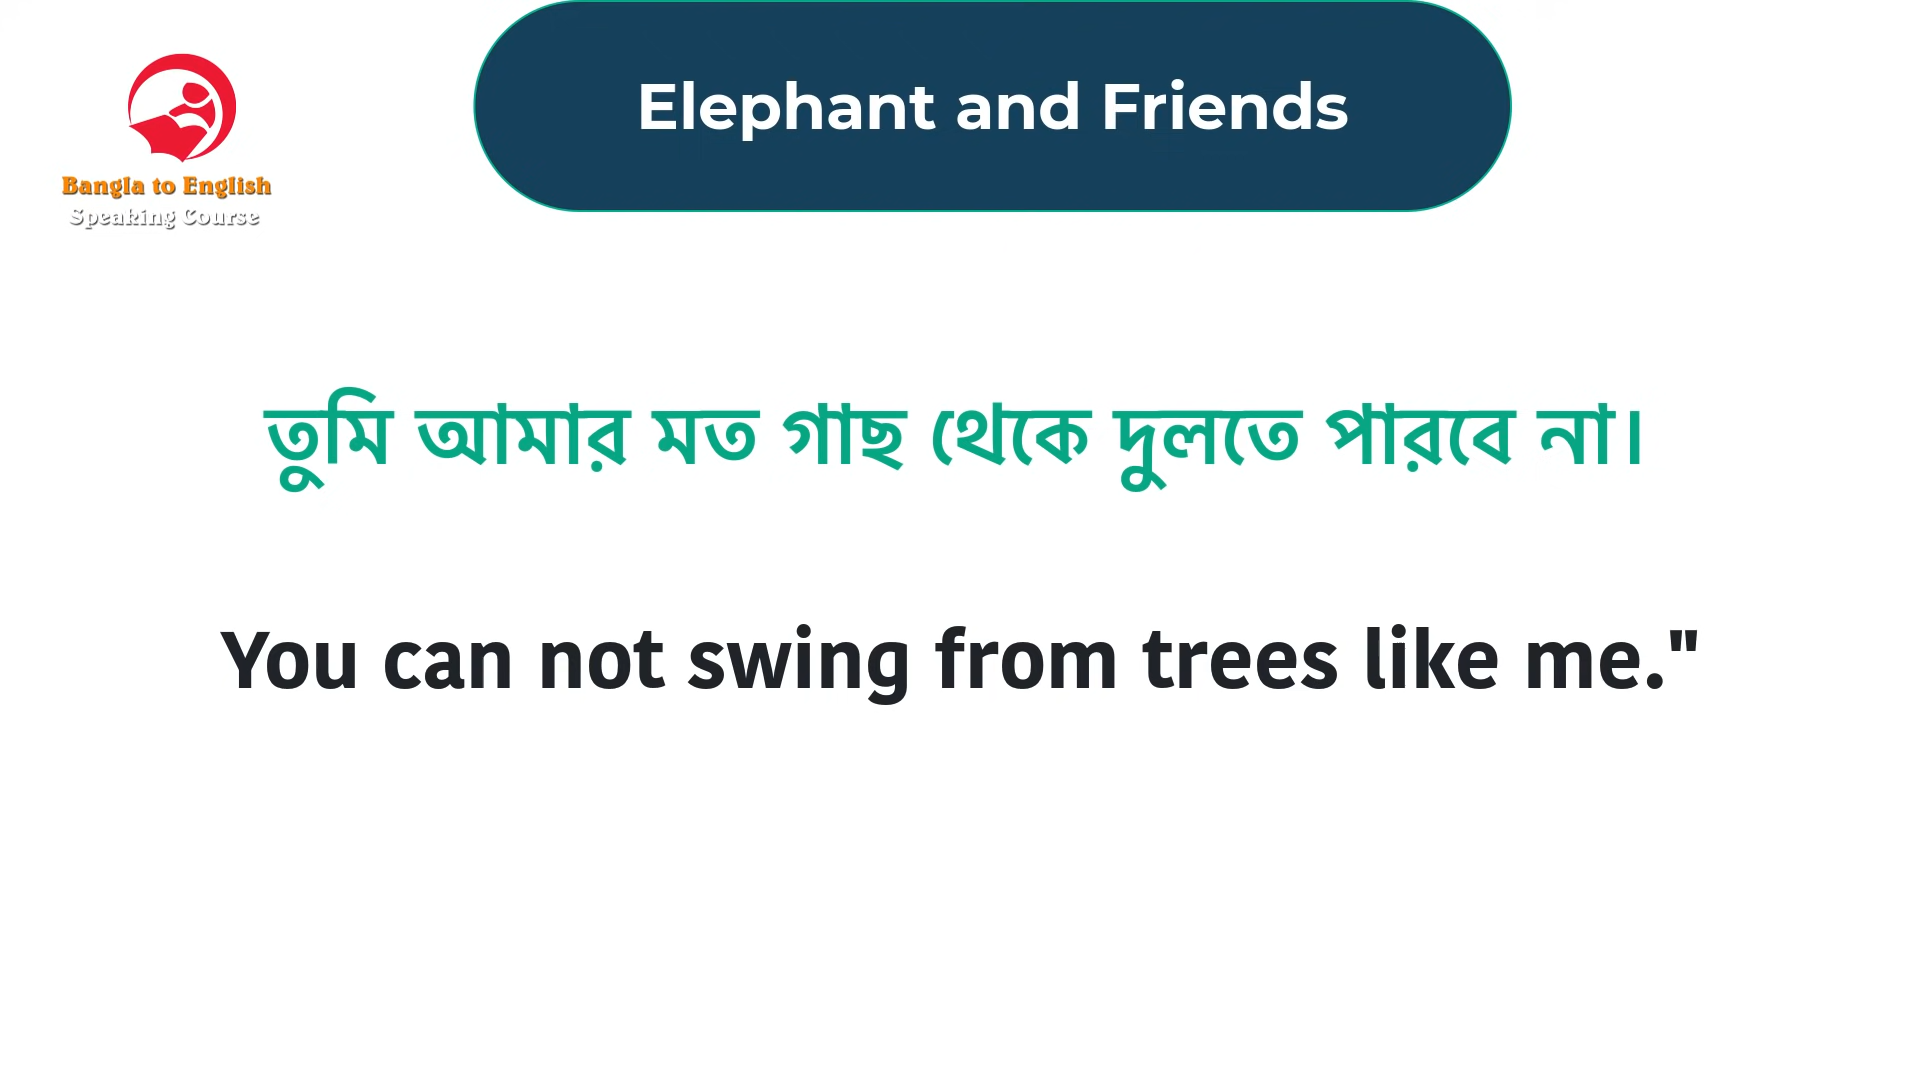 Elephant and Friends
Bangla to English
Speaking Course
তুমি আমার মত গাছ থেকে দুলতে পারবে না।
You can not swing from trees like me."